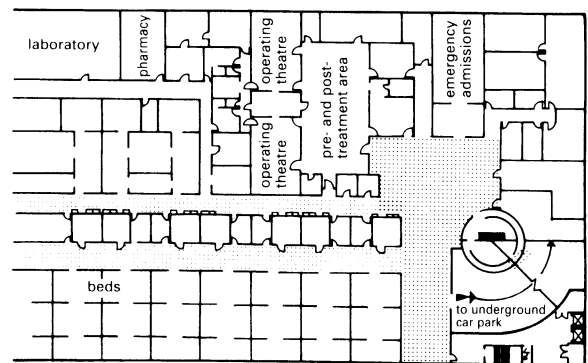 laboratory
pharmacy
operating
theatre
operating
theatre
pre- and post-
treatment area
emergency
admissions
beds
to underground
car park